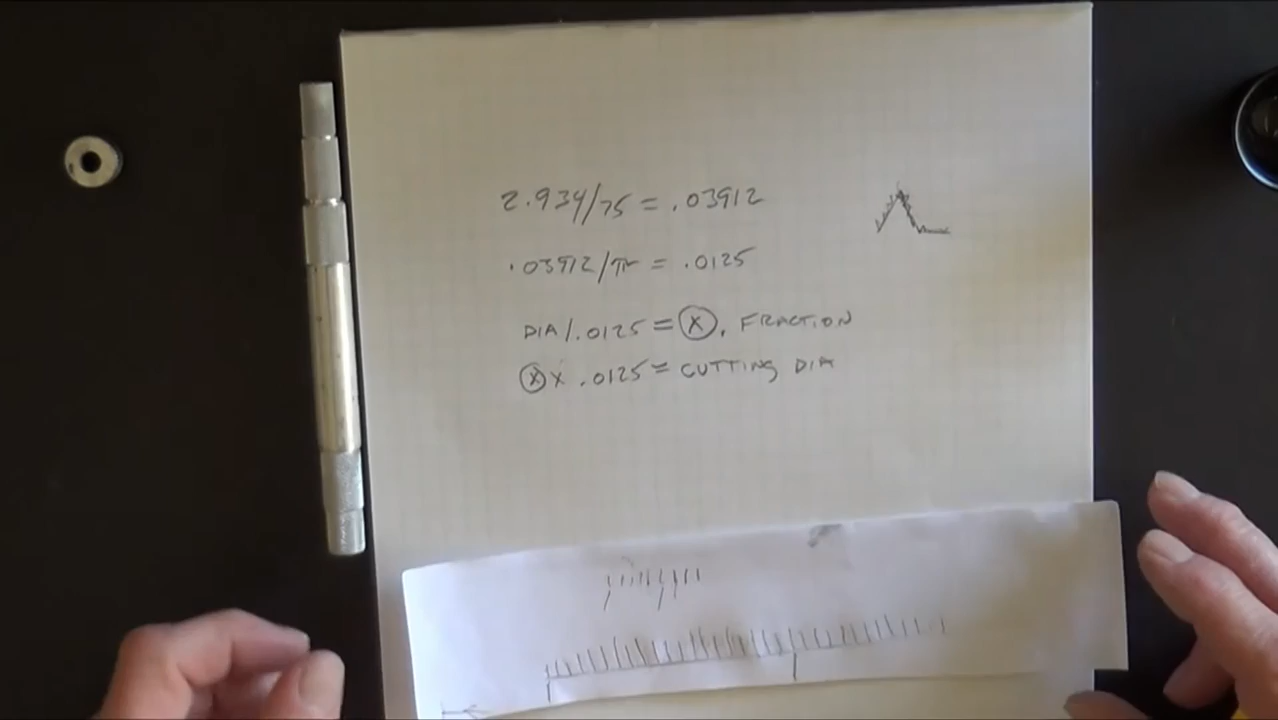 2.934/75 = .03912
.03912/π = .0125
DIA/.0125 = X. FRACTION
X x .0125 = CUTTING DIA